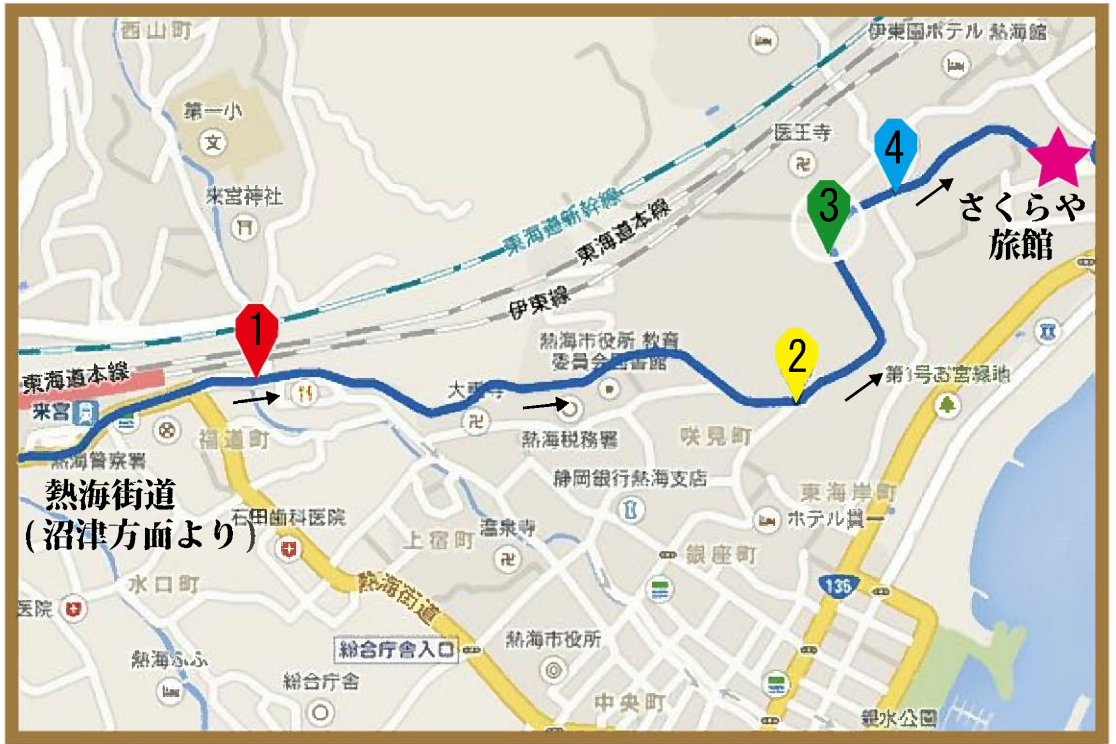 西山町
伊東園ホテル 熱海館
第一小
文
医王寺
卍
4
来宮神社
3
さくらや
旅館
東海道新幹線
東海道本線
伊東線
1
熱海市役所 教育
委員会図書館
2
東海道本線
第1号お宮緑地
来宮
大乘寺
卍
福道町
熱海税務署
咲見町
熱海警察署
熱海街道
(沼津方面より)
静岡銀行熱海支店
東海岸町
石田歯科医院
温泉寺
卍
ホテル貫一
上宿町
銀座町
水口町
熱海街道
135
医院
総合庁舎入口
熱海市役所
熱海ふふ
総合庁舎
中央町
親水公園